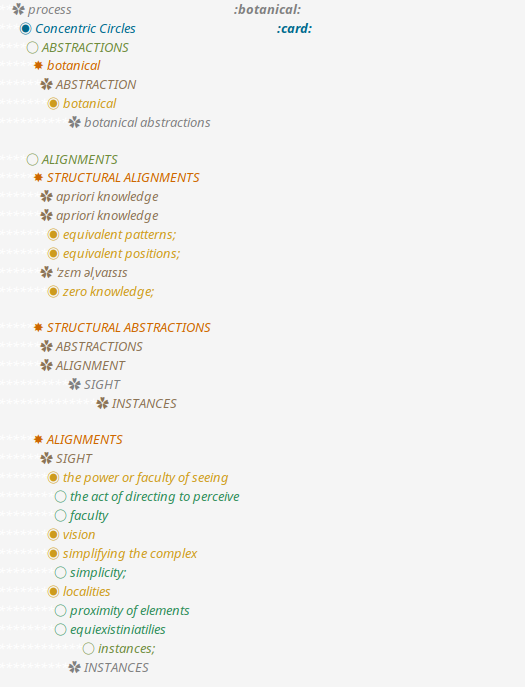 process :botanical:
Concentric Circles :card:
ABSTRACTIONS
botanical
ABSTRACTION
botanical
botanical abstractions
ALIGNMENTS
STRUCTURAL ALIGNMENTS
apriori knowledge
apriori knowledge
equivalent patterns;
equivalent positions;
ˈzɛm əlˌvaɪsɪs
zero knowledge;
STRUCTURAL ABSTRACTIONS
ABSTRACTIONS
ALIGNMENT
SIGHT
INSTANCES
ALIGNMENTS
SIGHT
the power or faculty of seeing
the act of directing to perceive
faculty
vision
simplifying the complex
simplicity;
localities
proximity of elements
equiexistiniatilies
instances;
INSTANCES